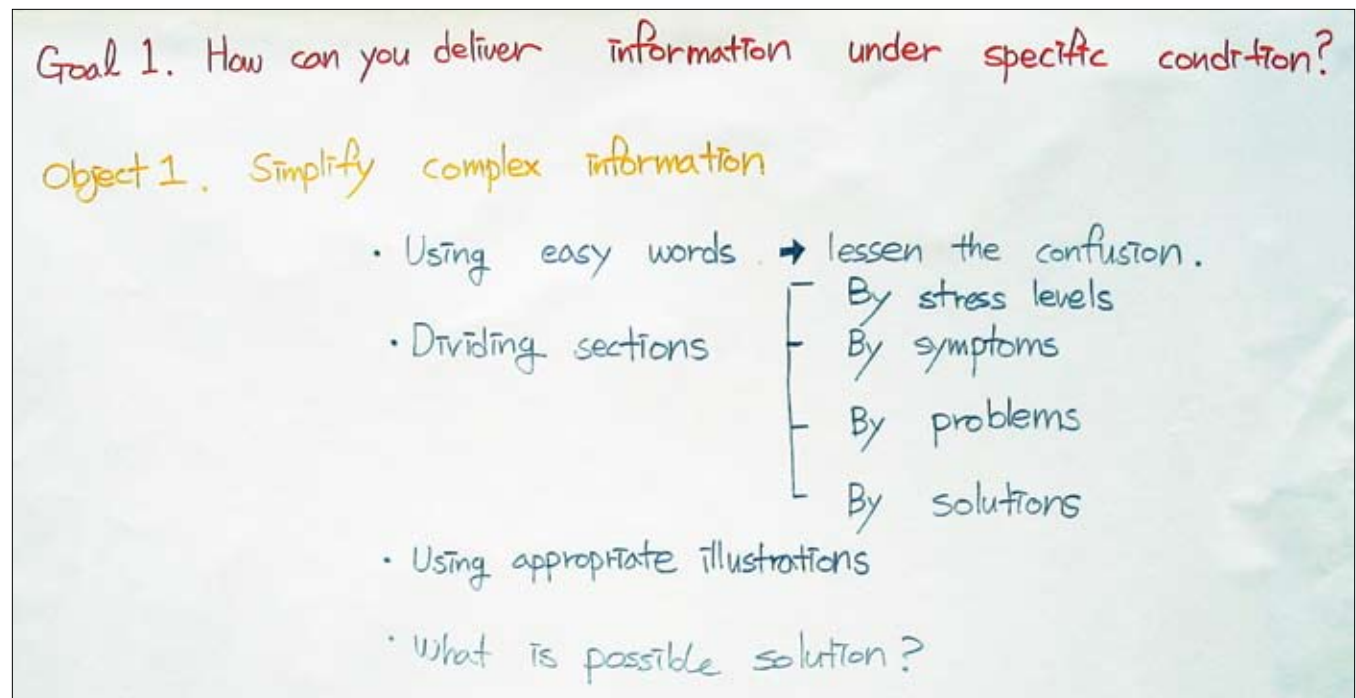 Goal 1. How can you deliver information under specific condition?
Object 1. Simplify complex information
· Using easy words → lessen the confusion.
By stress levels
· Dividing sections By symptoms
By problems
By solutions
· Using appropriate illustrations
· What is possible solution?